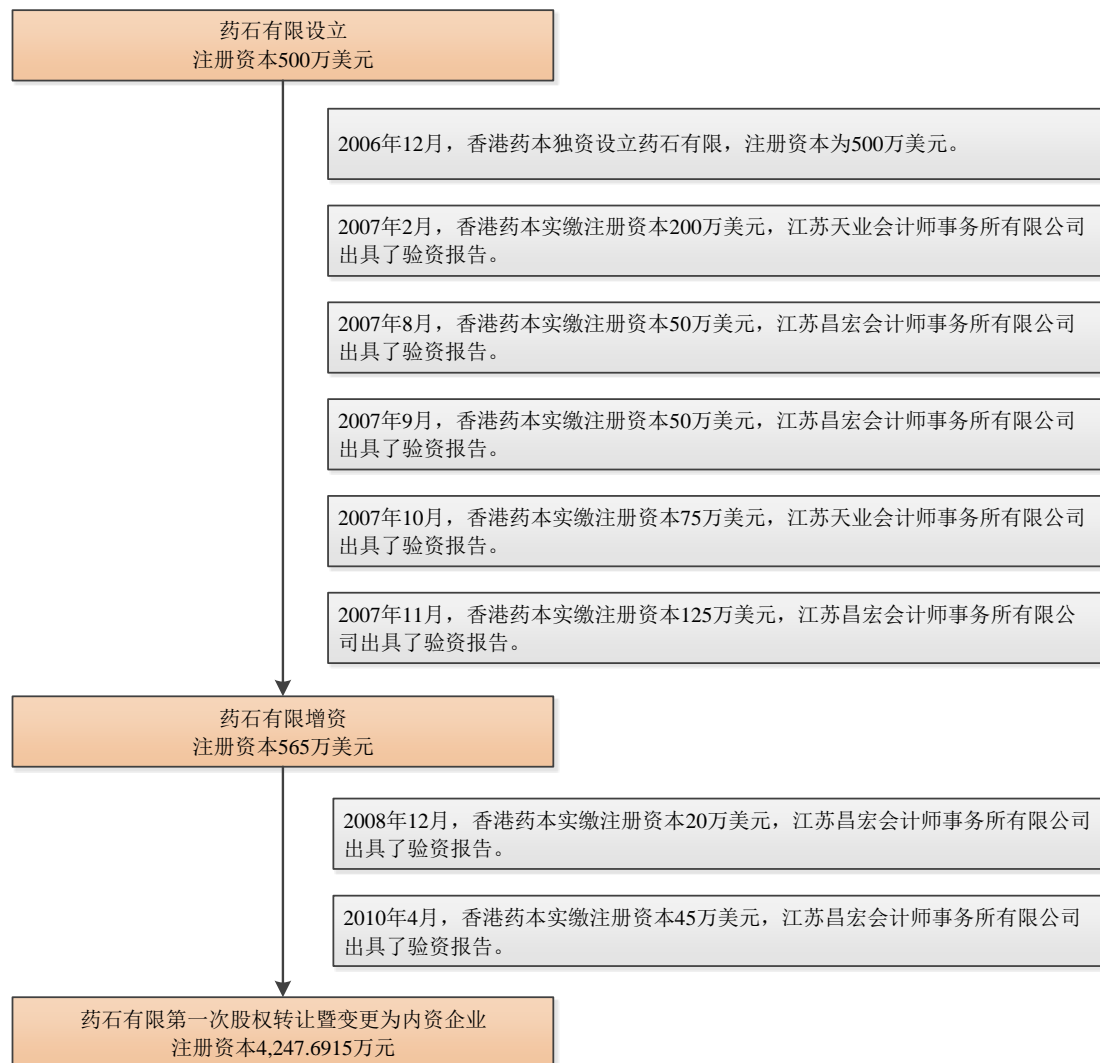 药石有限设立
注册资本500万美元
2006年12月，香港药本独资设立药石有限，注册资本为500万美元。
2007年2月，香港药本实缴注册资本200万美元，江苏天业会计师事务所有限公司
出具了验资报告。
2007年8月，香港药本实缴注册资本50万美元，江苏昌宏会计师事务所有限公司
出具了验资报告。
2007年9月，香港药本实缴注册资本50万美元，江苏昌宏会计师事务所有限公司
出具了验资报告。
2007年10月，香港药本实缴注册资本75万美元，江苏天业会计师事务所有限公司
出具了验资报告。
2007年11月，香港药本实缴注册资本125万美元，江苏昌宏会计师事务所有限公
司出具了验资报告。
药石有限增资
注册资本565万美元
2008年12月，香港药本实缴注册资本20万美元，江苏昌宏会计师事务所有限公司
出具了验资报告。
2010年4月，香港药本实缴注册资本45万美元，江苏昌宏会计师事务所有限公司
出具了验资报告。
药石有限第一次股权转让暨变更为内资企业
注册资本4,247.6915万元